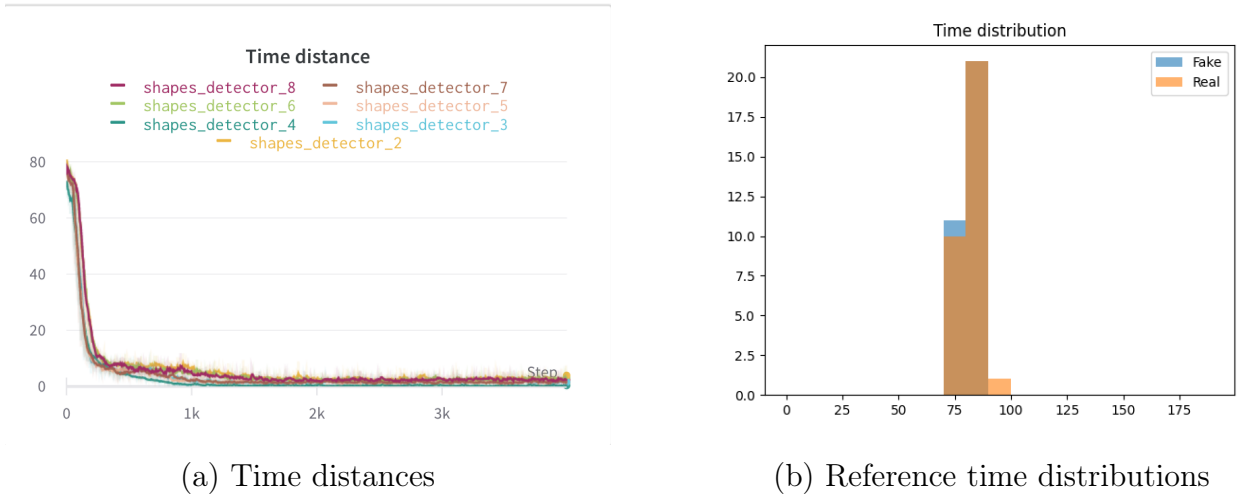 Time distance
shapes_detector_8 shapes_detector_7
shapes_detector_6 shapes_detector_5
shapes_detector_4 shapes_detector_3
shapes_detector_2
80
60
40
20
0
Step
0 1k 2k 3k
(a) Time distances
Time distribution
Fake
Real
20.0
17.5
15.0
12.5
10.0
7.5
5.0
2.5
0.0
0 25 50 75 100 125 150 175
(b) Reference time distributions